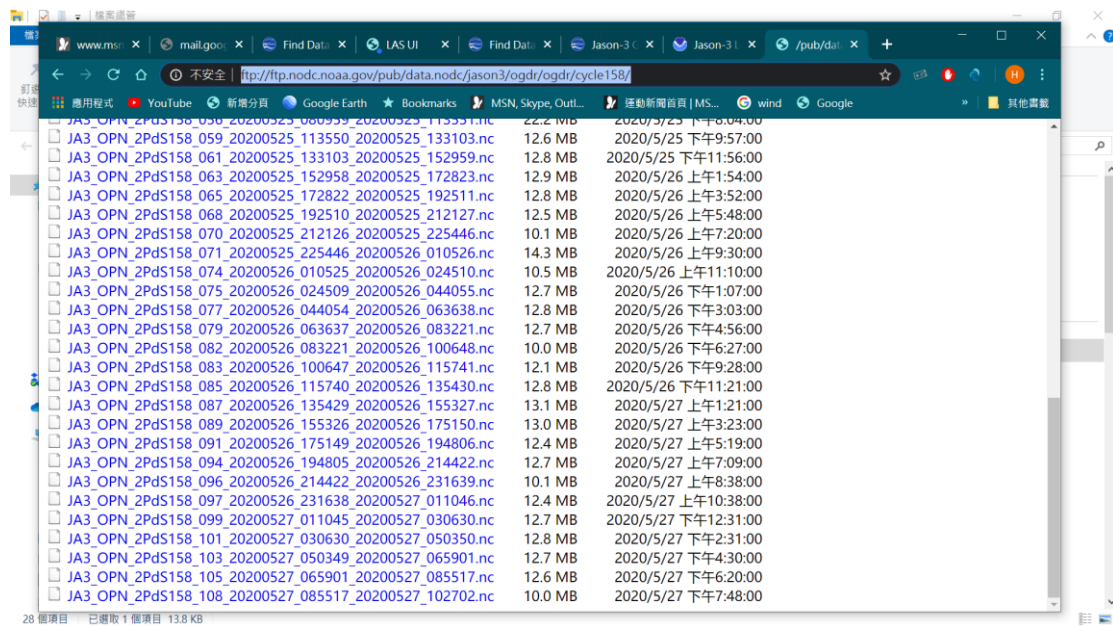 檔案總管
www.msn
mail.goog
Find Data
LAS UI
Find Data
Jason-3 G
Jason-3 L
/pub/data
不安全 | ftp://ftp.nodc.noaa.gov/pub/data.nodc/jason3/ogdr/ogdr/cycle158/
應用程式 YouTube 新增分頁 Google Earth Bookmarks MSN, Skype, Outl... 運動新聞首頁 | MS... wind Google » 其他書籤
JA3_OPN_2PdS158_056_20200525_080959_20200525_113551.nc 22.2 MB 2020/5/25 下午8:04:00
JA3_OPN_2PdS158_059_20200525_113550_20200525_133103.nc 12.6 MB 2020/5/25 下午9:57:00
JA3_OPN_2PdS158_061_20200525_133103_20200525_152959.nc 12.8 MB 2020/5/25 下午11:56:00
JA3_OPN_2PdS158_063_20200525_152958_20200525_172823.nc 12.9 MB 2020/5/26 上午1:54:00
JA3_OPN_2PdS158_065_20200525_172822_20200525_192511.nc 12.8 MB 2020/5/26 上午3:52:00
JA3_OPN_2PdS158_068_20200525_192510_20200525_212127.nc 12.5 MB 2020/5/26 上午5:48:00
JA3_OPN_2PdS158_070_20200525_212126_20200525_225446.nc 10.1 MB 2020/5/26 上午7:20:00
JA3_OPN_2PdS158_071_20200525_225446_20200526_010526.nc 14.3 MB 2020/5/26 上午9:30:00
JA3_OPN_2PdS158_074_20200526_010525_20200526_024510.nc 10.5 MB 2020/5/26 上午11:10:00
JA3_OPN_2PdS158_075_20200526_024509_20200526_044055.nc 12.7 MB 2020/5/26 下午1:07:00
JA3_OPN_2PdS158_077_20200526_044054_20200526_063638.nc 12.8 MB 2020/5/26 下午3:03:00
JA3_OPN_2PdS158_079_20200526_063637_20200526_083221.nc 12.7 MB 2020/5/26 下午4:56:00
JA3_OPN_2PdS158_082_20200526_083221_20200526_100648.nc 10.0 MB 2020/5/26 下午6:27:00
JA3_OPN_2PdS158_083_20200526_100647_20200526_115741.nc 12.1 MB 2020/5/26 下午9:28:00
JA3_OPN_2PdS158_085_20200526_115740_20200526_135430.nc 12.8 MB 2020/5/26 下午11:21:00
JA3_OPN_2PdS158_087_20200526_135429_20200526_155327.nc 13.1 MB 2020/5/27 上午1:21:00
JA3_OPN_2PdS158_089_20200526_155326_20200526_175150.nc 13.0 MB 2020/5/27 上午3:23:00
JA3_OPN_2PdS158_091_20200526_175149_20200526_194806.nc 12.4 MB 2020/5/27 上午5:19:00
JA3_OPN_2PdS158_094_20200526_194805_20200526_214422.nc 12.7 MB 2020/5/27 上午7:09:00
JA3_OPN_2PdS158_096_20200526_214422_20200526_231639.nc 10.1 MB 2020/5/27 上午8:38:00
JA3_OPN_2PdS158_097_20200526_231638_20200527_011046.nc 12.4 MB 2020/5/27 上午10:38:00
JA3_OPN_2PdS158_099_20200527_011045_20200527_030630.nc 12.7 MB 2020/5/27 下午12:31:00
JA3_OPN_2PdS158_101_20200527_030630_20200527_050350.nc 12.8 MB 2020/5/27 下午2:31:00
JA3_OPN_2PdS158_103_20200527_050349_20200527_065901.nc 12.7 MB 2020/5/27 下午4:30:00
JA3_OPN_2PdS158_105_20200527_065901_20200527_085517.nc 12.6 MB 2020/5/27 下午6:20:00
JA3_OPN_2PdS158_108_20200527_085517_20200527_102702.nc 10.0 MB 2020/5/27 下午7:48:00
28 個項目 已選取 1 個項目 13.8 KB